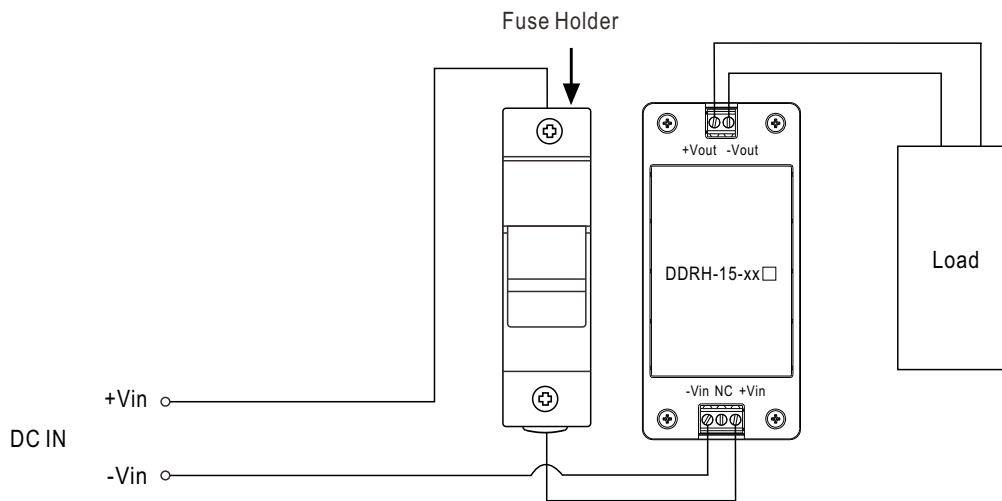 Fuse Holder
+Vout -Vout
DDRH-15-xx□
Load
-Vin NC +Vin
+Vin
DC IN
-Vin